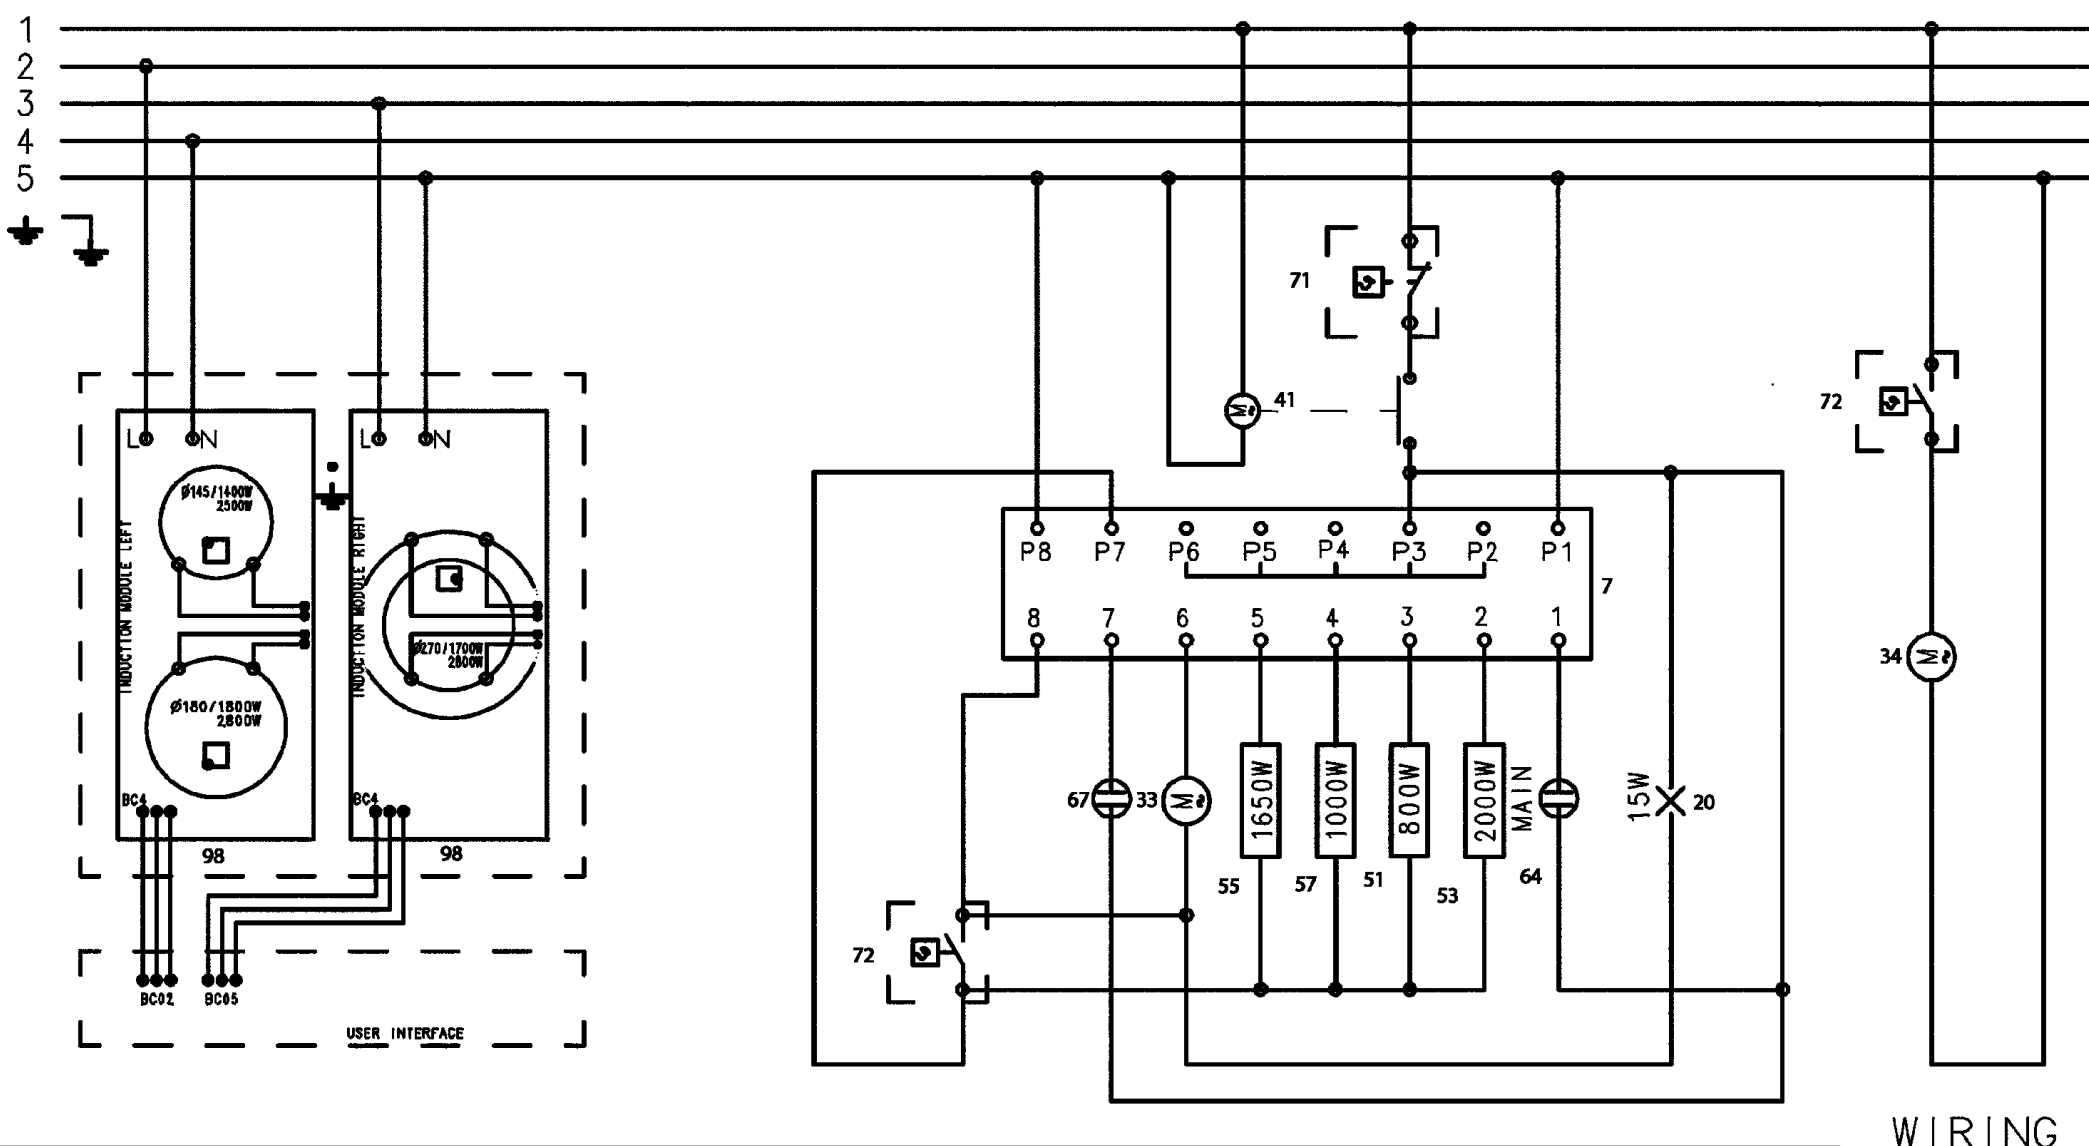 1
2
3
4
5
71
72
41
L N
L N
Ø145/1400W
2500W
INDUCTION MODULE LEFT
INDUCTION MODULE RIGHT
P8 P7 P6 P5 P4 P3 P2 P1
7
8 7 6 5 4 3 2 1
Ø270/1700W
2800W
34 M
Ø180/1800W
2,800W
BC4
BC4
67
33 M
1650W
1000W
800W
2000W
MAIN
15W
20
98
98
55
57
51
53
64
72
BC02
BC05
USER INTERFACE
WIRING